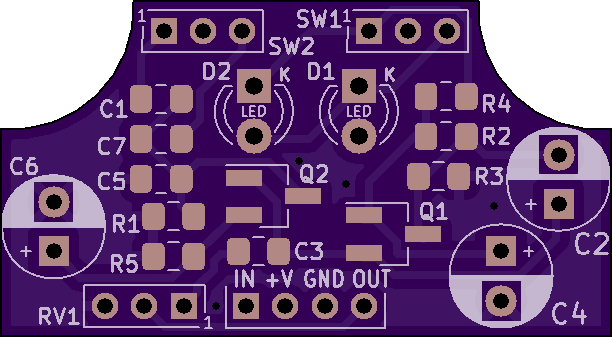 1
SW2
SW1
1
D2
K
LED
D1
K
LED
C1
C7
C5
R1
R5
C6
+
R4
R2
R3
Q2
Q1
C3
C2
+
C4
+
IN +V GND OUT
RV1
1